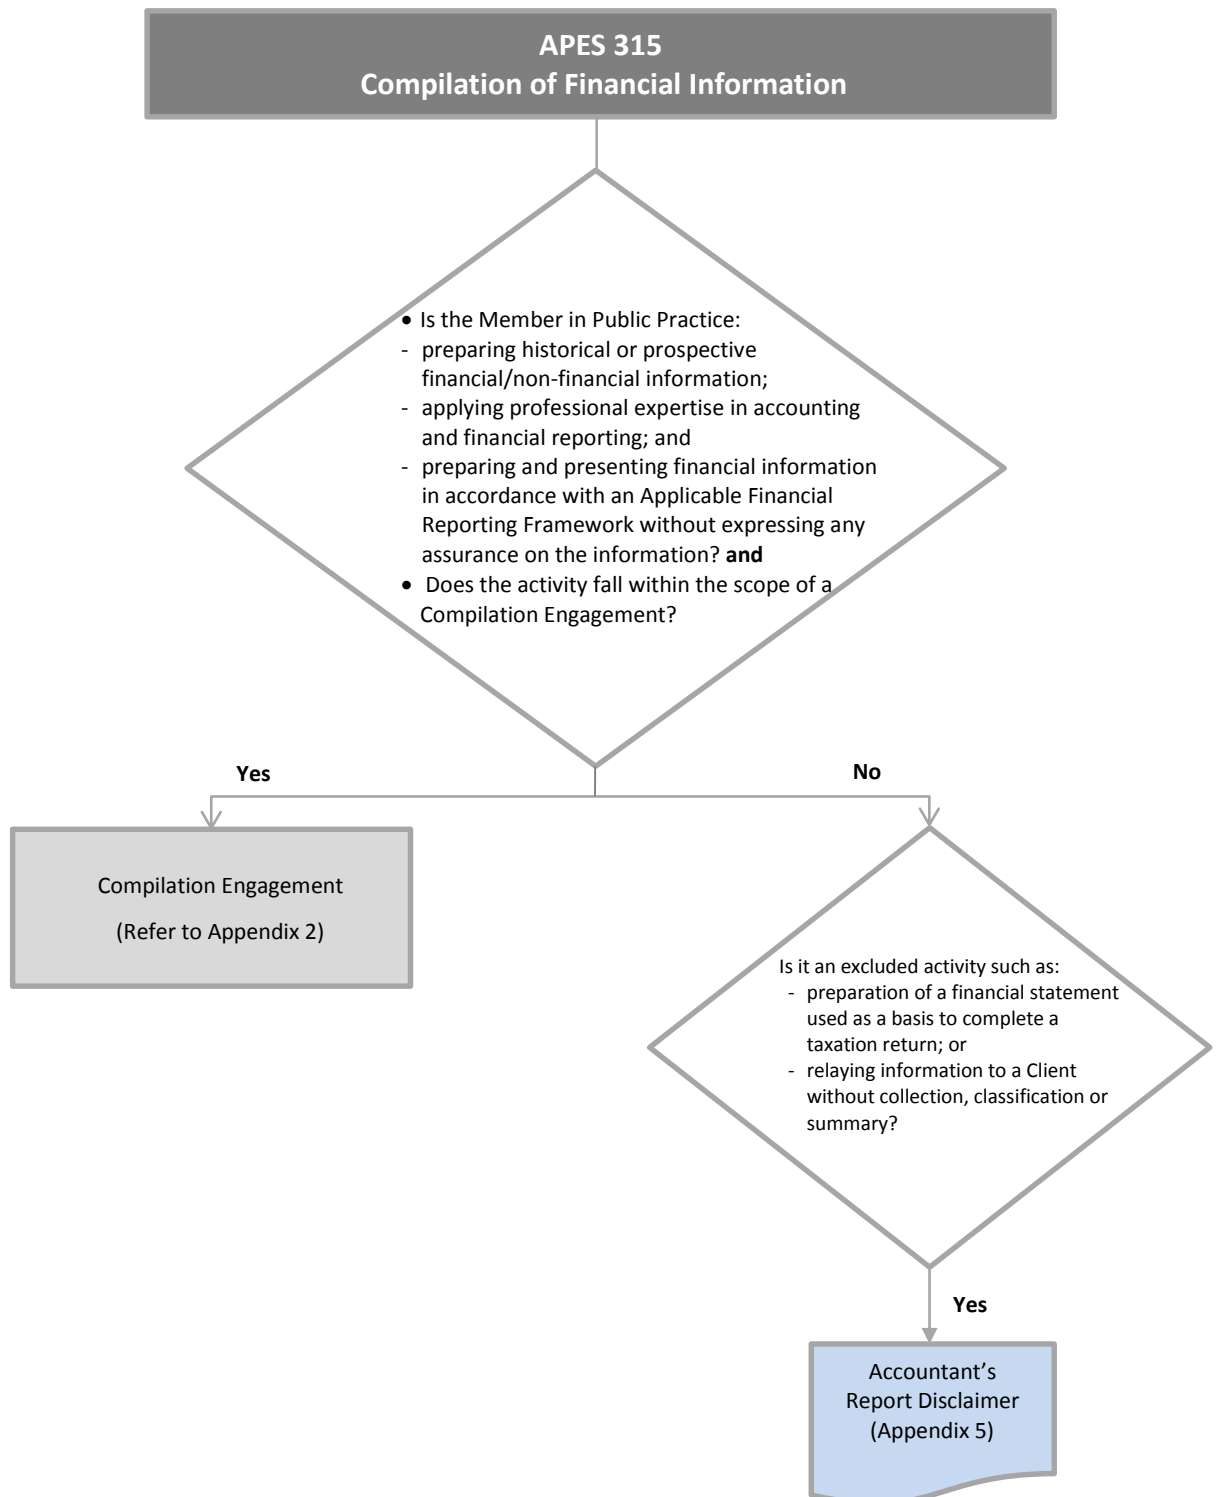 APES 315
Compilation of Financial Information
• Is the Member in Public Practice:
- preparing historical or prospective
financial/non-financial information;
- applying professional expertise in accounting
and financial reporting; and
- preparing and presenting financial information
in accordance with an Applicable Financial
Reporting Framework without expressing any
assurance on the information? and
• Does the activity fall within the scope of a
Compilation Engagement?
Yes
No
Compilation Engagement
(Refer to Appendix 2)
Is it an excluded activity such as:
- preparation of a financial statement
used as a basis to complete a
taxation return; or
- relaying information to a Client
without collection, classification or
summary?
Yes
Accountant’s
Report Disclaimer
(Appendix 5)